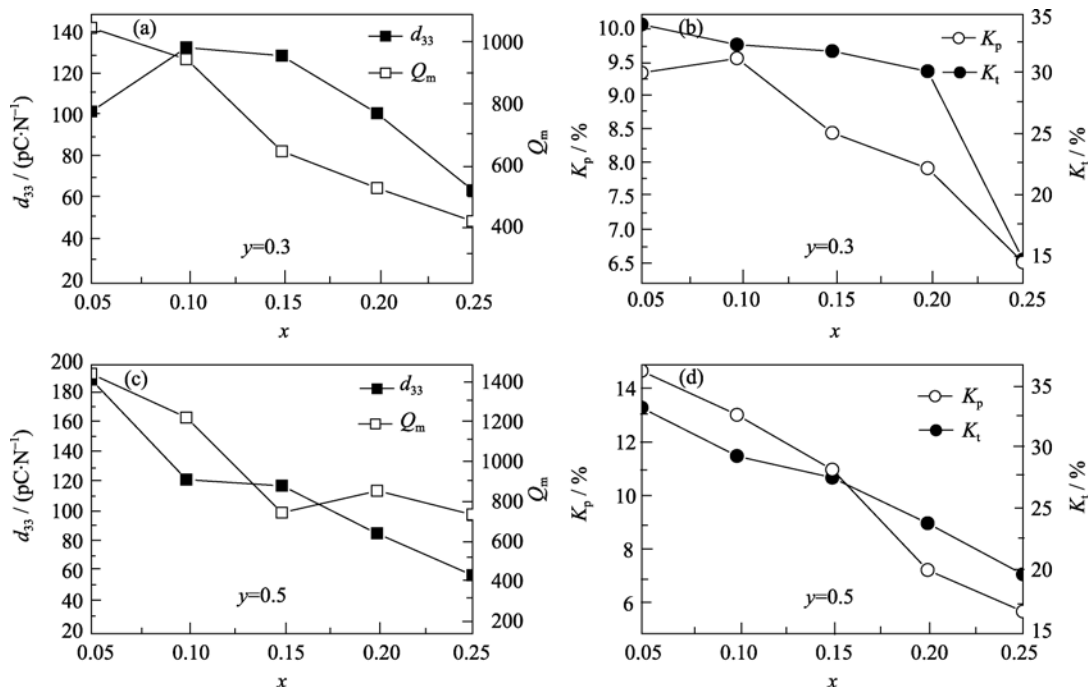 (a)
d33
Qm
y=0.3
140
120
100
80
60
40
20
d33 / (pC·N−1)
1000
800
600
400
Qm
0.05 0.10 0.15 0.20 0.25
x
(b)
Kp
Kt
y=0.3
10.0
9.5
9.0
8.5
8.0
7.5
7.0
6.5
Kp / %
35
30
25
20
15
Kt / %
0.05 0.10 0.15 0.20 0.25
x
(c)
d33
Qm
y=0.5
200
180
160
140
120
100
80
60
40
20
d33 / (pC·N−1)
1400
1200
1000
800
600
400
200
Qm
0.05 0.10 0.15 0.20 0.25
x
(d)
Kp
Kt
y=0.5
14
12
10
8
6
Kp / %
35
30
25
20
15
Kt / %
0.05 0.10 0.15 0.20 0.25
x